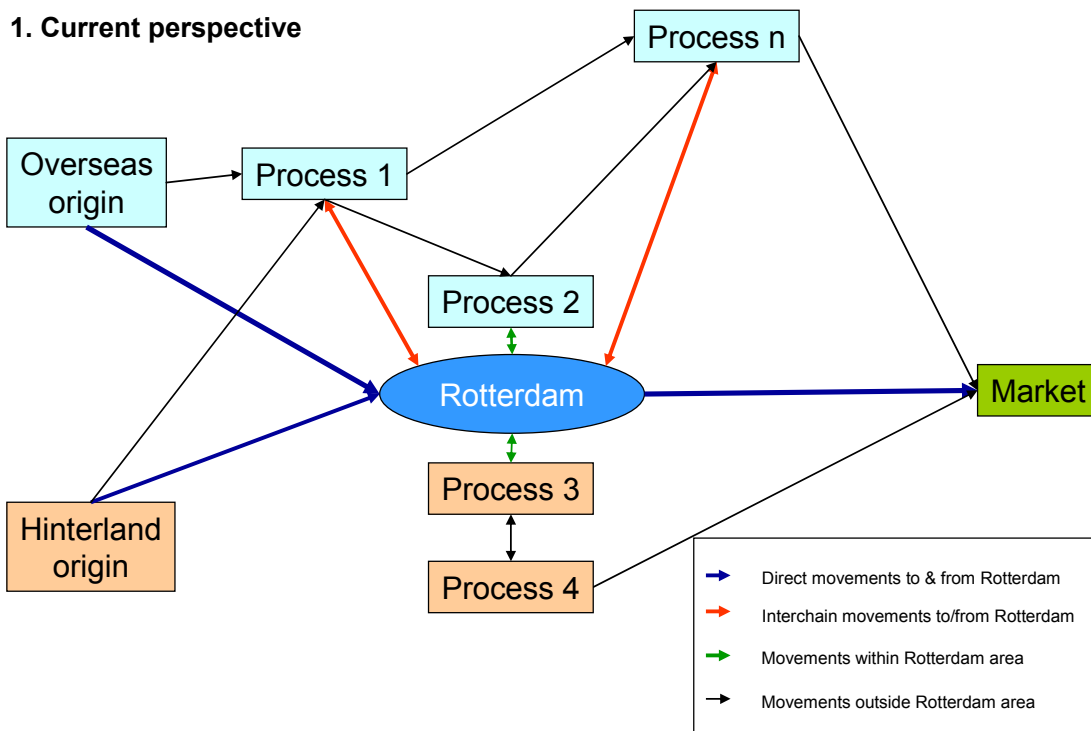 1. Current perspective
Process n
Overseas
origin
Process 1
Process 2
Rotterdam
Market
Process 3
Hinterland
origin
Process 4
Direct movements to & from Rotterdam
Interchain movements to/from Rotterdam
Movements within Rotterdam area
Movements outside Rotterdam area